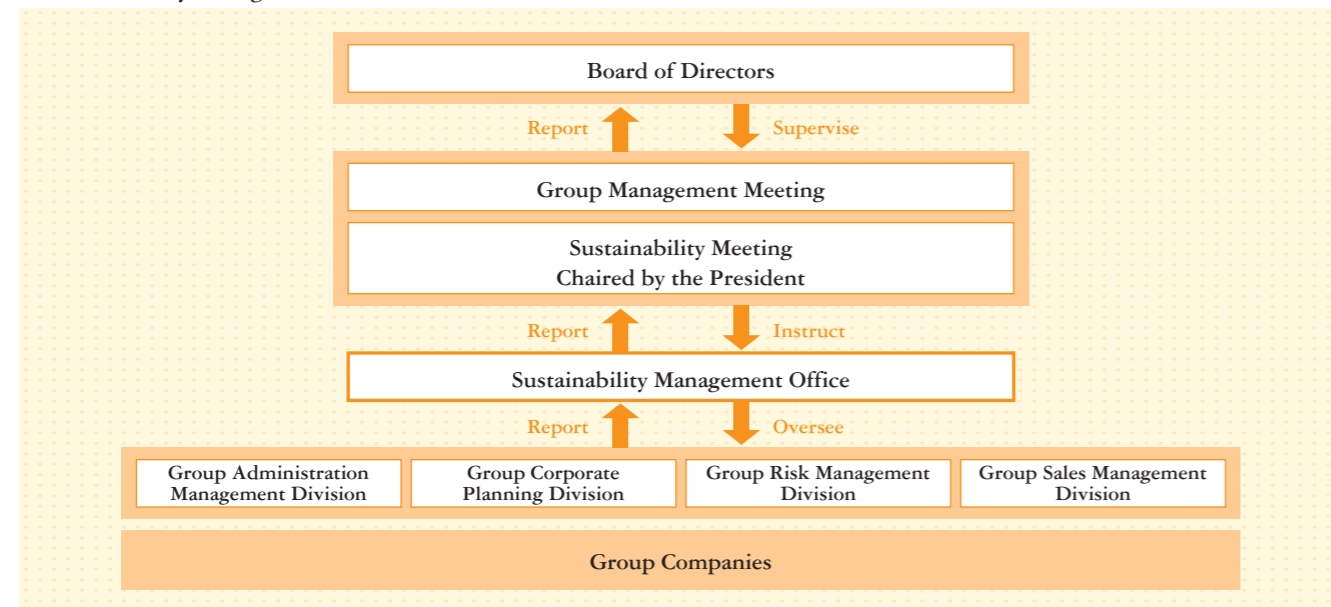 Board of Directors
Report
Supervise
Group Management Meeting
Sustainability Meeting
Chaired by the President
Report
Instruct
Sustainability Management Office
Report
Oversee
Group Administration
Management Division
Group Corporate
Planning Division
Group Risk Management
Division
Group Sales Management
Division
Group Companies